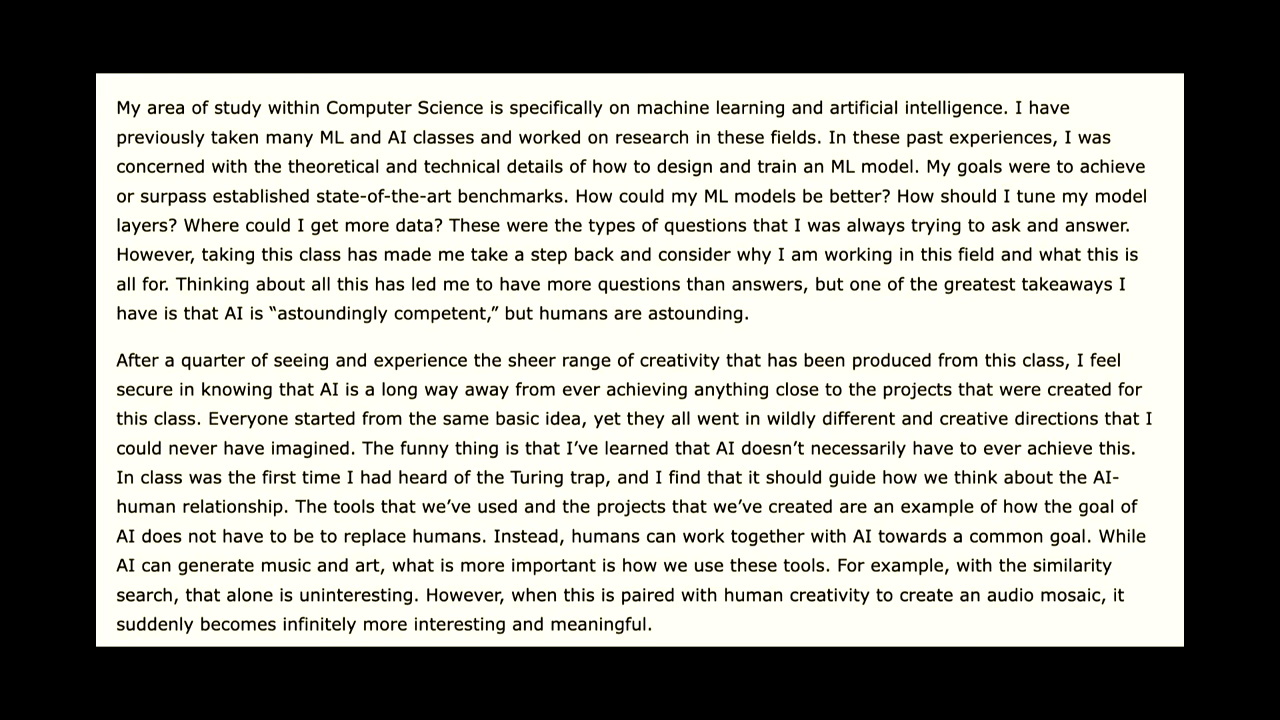 My area of study within Computer Science is specifically on machine learning and artificial intelligence. I have
previously taken many ML and AI classes and worked on research in these fields. In these past experiences, I was
concerned with the theoretical and technical details of how to design and train an ML model. My goals were to achieve
or surpass established state-of-the-art benchmarks. How could my ML models be better? How should I tune my model
layers? Where could I get more data? These were the types of questions that I was always trying to ask and answer.
However, taking this class has made me take a step back and consider why I am working in this field and what this is
all for. Thinking about all this has led me to have more questions than answers, but one of the greatest takeaways I
have is that AI is “astoundingly competent,” but humans are astounding.
After a quarter of seeing and experience the sheer range of creativity that has been produced from this class, I feel
secure in knowing that AI is a long way away from ever achieving anything close to the projects that were created for
this class. Everyone started from the same basic idea, yet they all went in wildly different and creative directions that I
could never have imagined. The funny thing is that I’ve learned that AI doesn’t necessarily have to ever achieve this.
In class was the first time I had heard of the Turing trap, and I find that it should guide how we think about the AI-
human relationship. The tools that we’ve used and the projects that we’ve created are an example of how the goal of
AI does not have to be to replace humans. Instead, humans can work together with AI towards a common goal. While
AI can generate music and art, what is more important is how we use these tools. For example, with the similarity
search, that alone is uninteresting. However, when this is paired with human creativity to create an audio mosaic, it
suddenly becomes infinitely more interesting and meaningful.